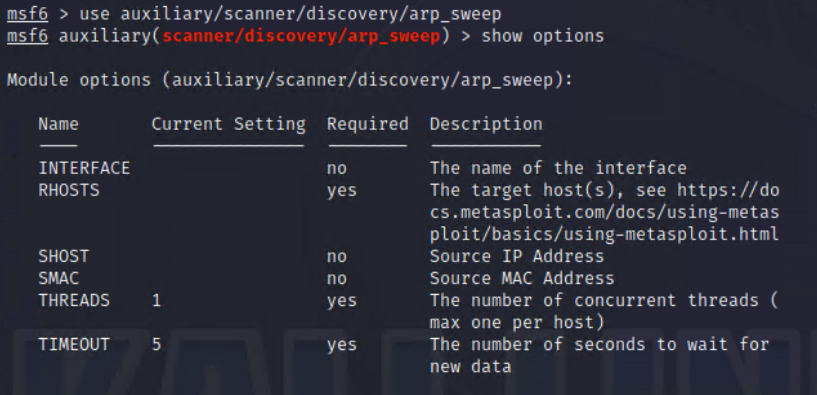 msf6 > use auxiliary/scanner/discovery/arp_sweep
msf6 auxiliary(scanner/discovery/arp_sweep) > show options
Module options (auxiliary/scanner/discovery/arp_sweep):
Name Current Setting Required Description
INTERFACE no The name of the interface
RHOSTS yes The target host(s), see https://do
cs.metasploit.com/docs/using-metas
ploit/basics/using-metasploit.html
SHOST no Source IP Address
SMAC no Source MAC Address
THREADS 1 yes The number of concurrent threads (
max one per host)
TIMEOUT 5 yes The number of seconds to wait for
new data